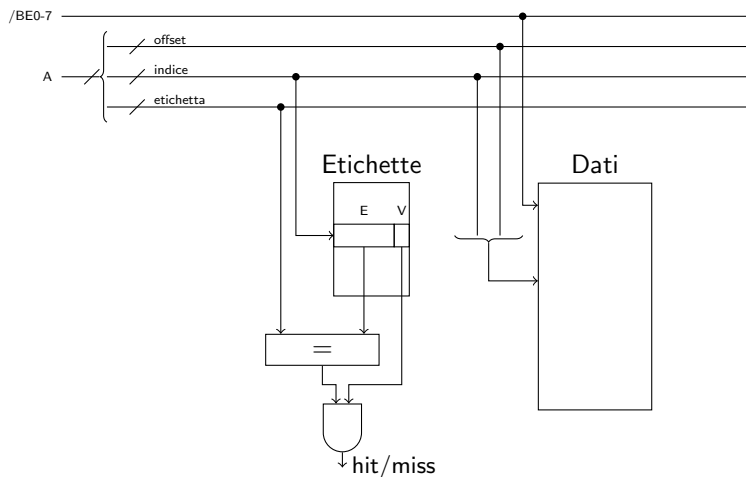 /BE0-7
offset
A
indice
etichetta
Etichette
Dati
E V
=
hit/miss